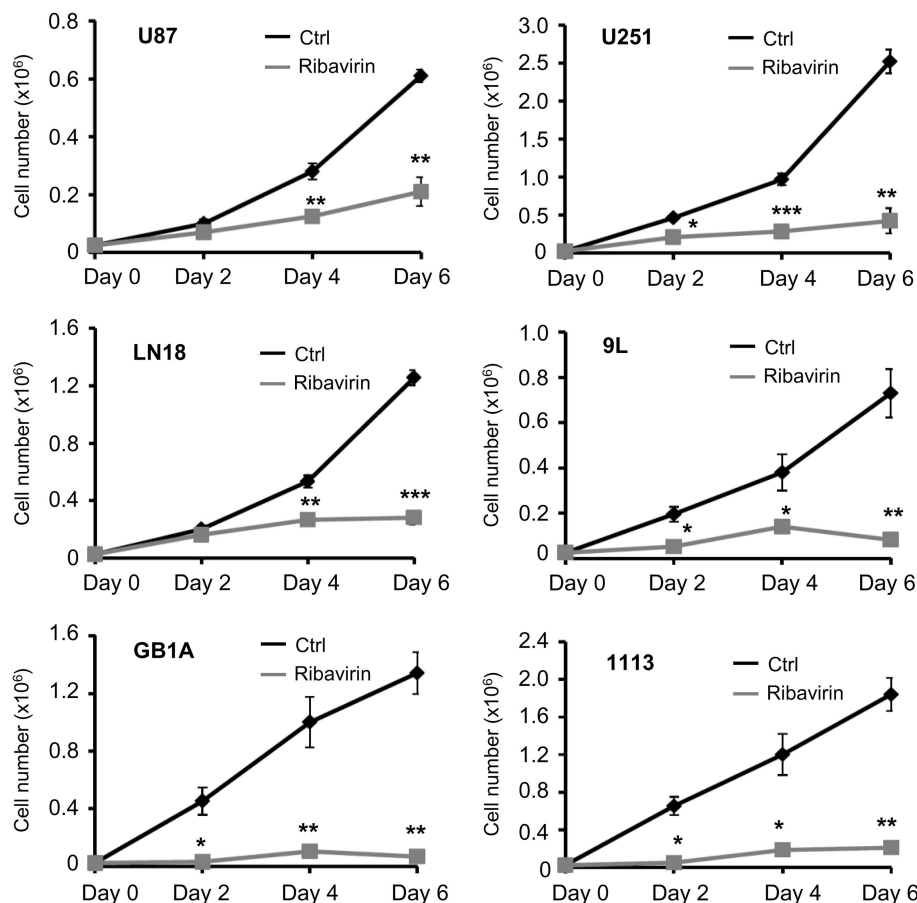 U87
Ctrl
Ribavirin
Cell number (x10⁶)
0.8
0.6
0.4
0.2
0
**
**
Day 0 Day 2 Day 4 Day 6
U251
Ctrl
Ribavirin
Cell number (x10⁶)
3.0
2.5
2.0
1.5
1.0
0.5
0
*
***
**
Day 0 Day 2 Day 4 Day 6
LN18
Ctrl
Ribavirin
Cell number (x10⁶)
1.6
1.2
0.8
0.4
0
**
***
Day 0 Day 2 Day 4 Day 6
9L
Ctrl
Ribavirin
Cell number (x10⁶)
1.0
0.8
0.6
0.4
0.2
0
*
*
**
Day 0 Day 2 Day 4 Day 6
GB1A
Ctrl
Ribavirin
Cell number (x10⁶)
1.6
1.2
0.8
0.4
0
*
**
**
Day 0 Day 2 Day 4 Day 6
1113
Ctrl
Ribavirin
Cell number (x10⁶)
2.4
2.0
1.6
1.2
0.8
0.4
0
*
*
**
Day 0 Day 2 Day 4 Day 6